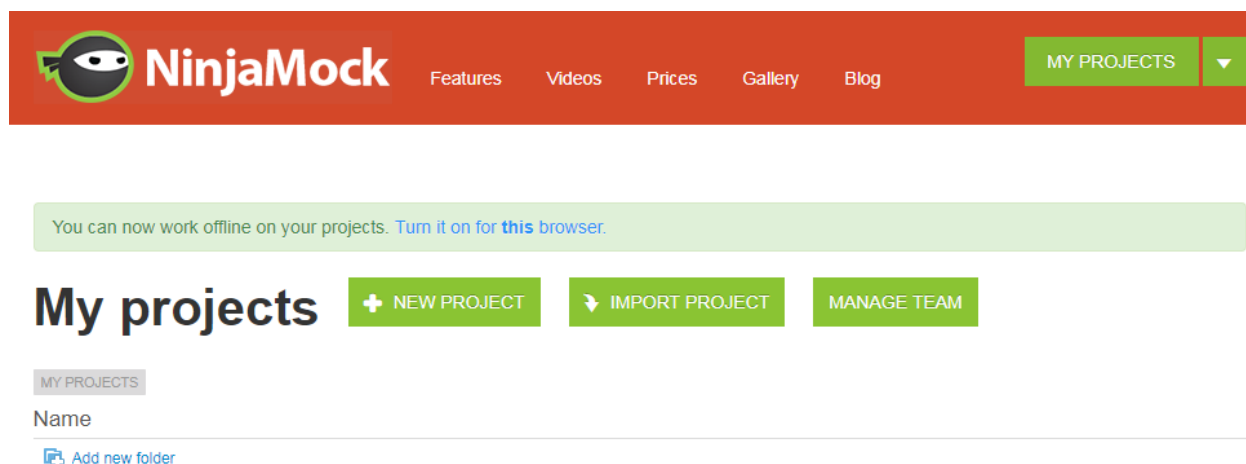 NinjaMock Features Videos Prices Gallery Blog MY PROJECTS
You can now work offline on your projects. Turn it on for this browser.
My projects NEW PROJECT IMPORT PROJECT MANAGE TEAM
MY PROJECTS
Name
Add new folder